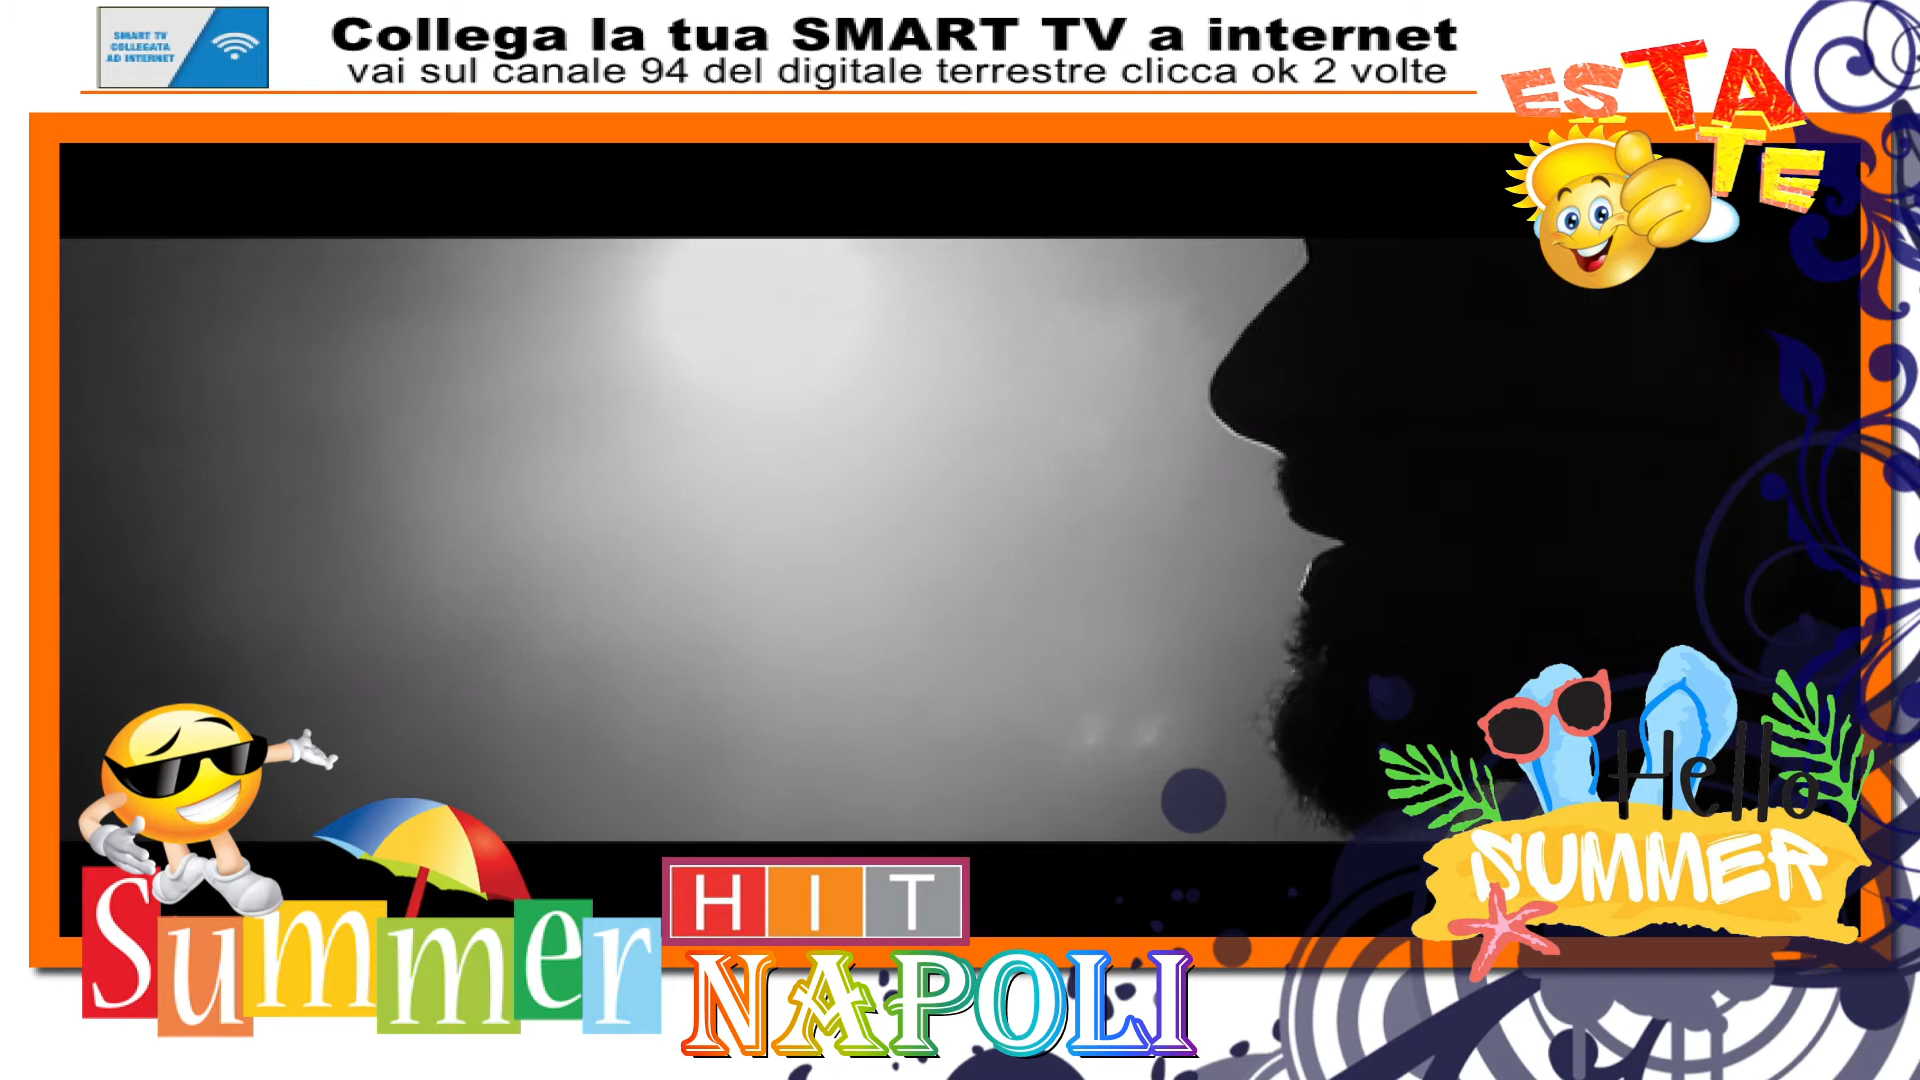 SMART TV
COLLEGATA
AD INTERNET
Collega la tua SMART TV a internet
vai sul canale 94 del digitale terrestre clicca ok 2 volte
ESTATE
Hello
SUMMER
Summer
HIT
NAPOLI